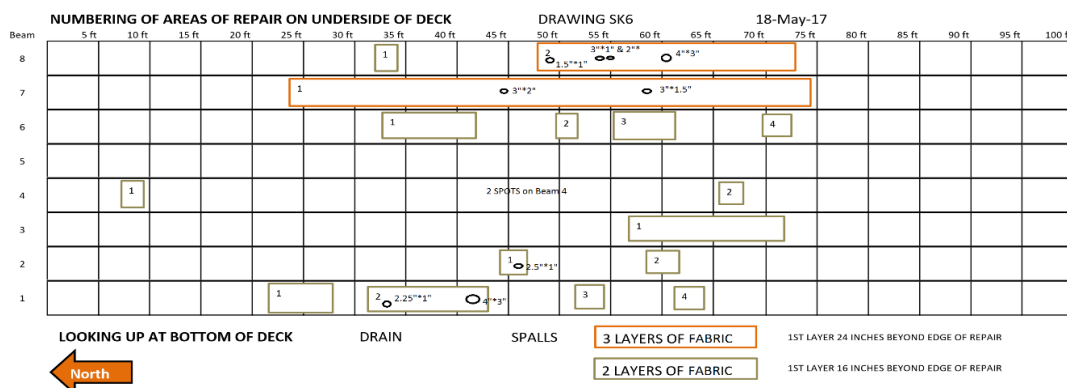 NUMBERING OF AREAS OF REPAIR ON UNDERSIDE OF DECK DRAWING SK6 18-May-17
Beam 5 ft 10 ft 15 ft 20 ft 25 ft 30 ft 35 ft 40 ft 45 ft 50 ft 55 ft 60 ft 65 ft 70 ft 75 ft 80 ft 85 ft 90 ft 95 ft 100 ft
8 1 2 1.5"*1" 3"*1" & 2"* 4"*3"
7 1 3"*2" 3"*1.5"
6 1 2 3 4
5
4 1 2 SPOTS on Beam 4 2
3 1
2 1 2.5"*1" 2
1 1 2 2.25"*1" 4"*3" 3 4
LOOKING UP AT BOTTOM OF DECK DRAIN SPALLS 3 LAYERS OF FABRIC 1ST LAYER 24 INCHES BEYOND EDGE OF REPAIR
North 2 LAYERS OF FABRIC 1ST LAYER 16 INCHES BEYOND EDGE OF REPAIR